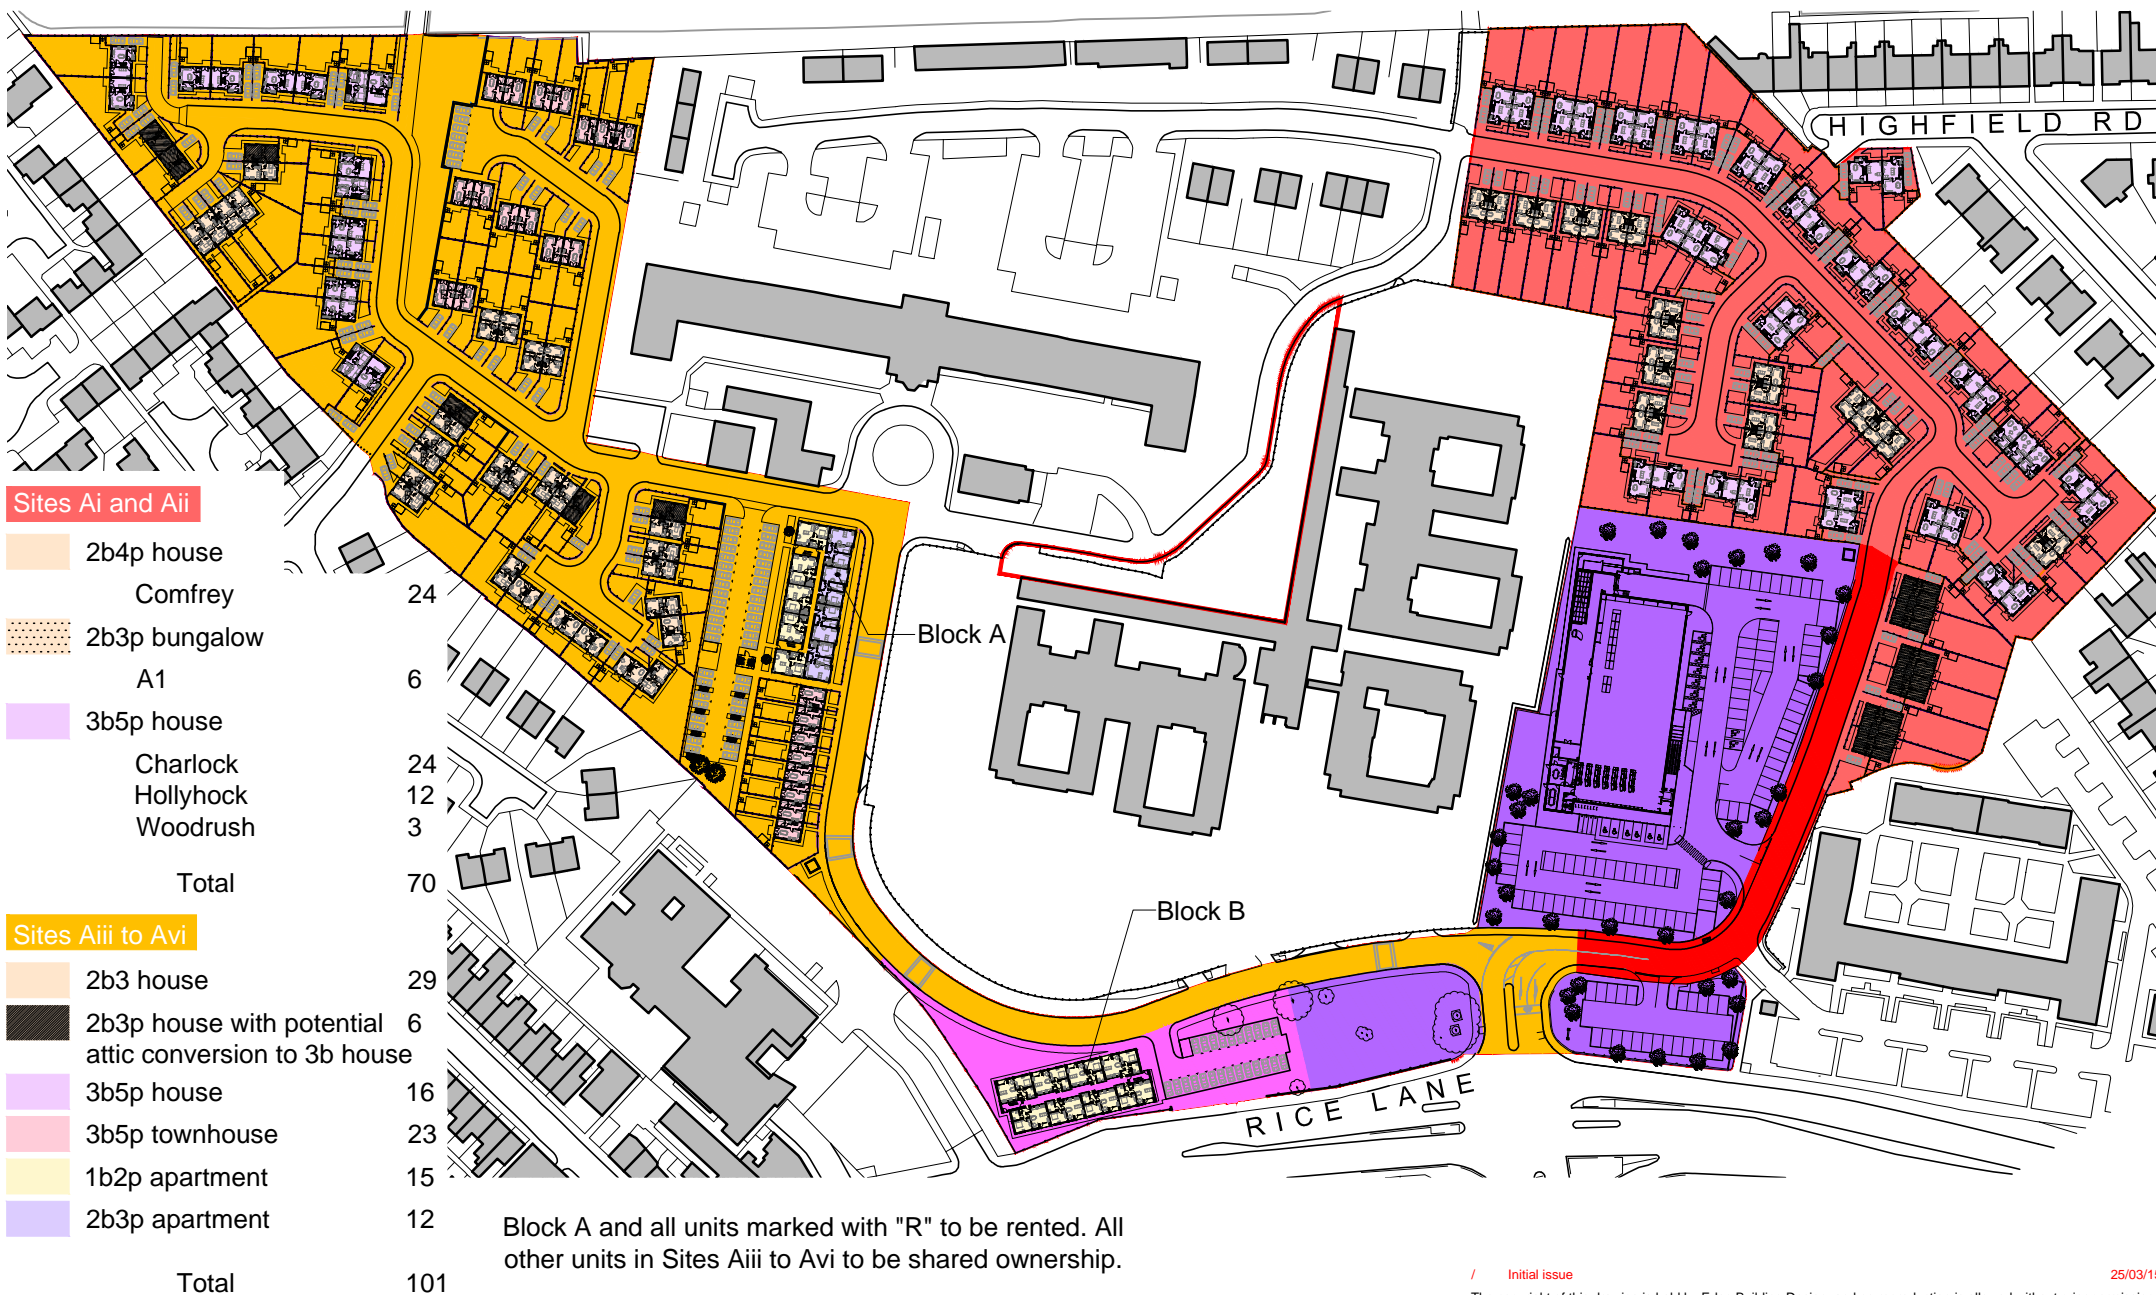 HIGHFIELD RD
Sites Ai and Aii
2b4p house
Comfrey 24
2b3p bungalow
A1 6
3b5p house
Charlock 24
Hollyhock 12
Woodrush 3
Total 70
Sites Aiii to Avi
2b3 house 29
2b3p house with potential 6
attic conversion to 3b house
3b5p house 16
3b5p townhouse 23
1b2p apartment 15
2b3p apartment 12
Total 101
Block A
Block B
RICE LANE
Block A and all units marked with "R" to be rented. All
other units in Sites Aiii to Avi to be shared ownership.
/ Initial issue 25/03/15